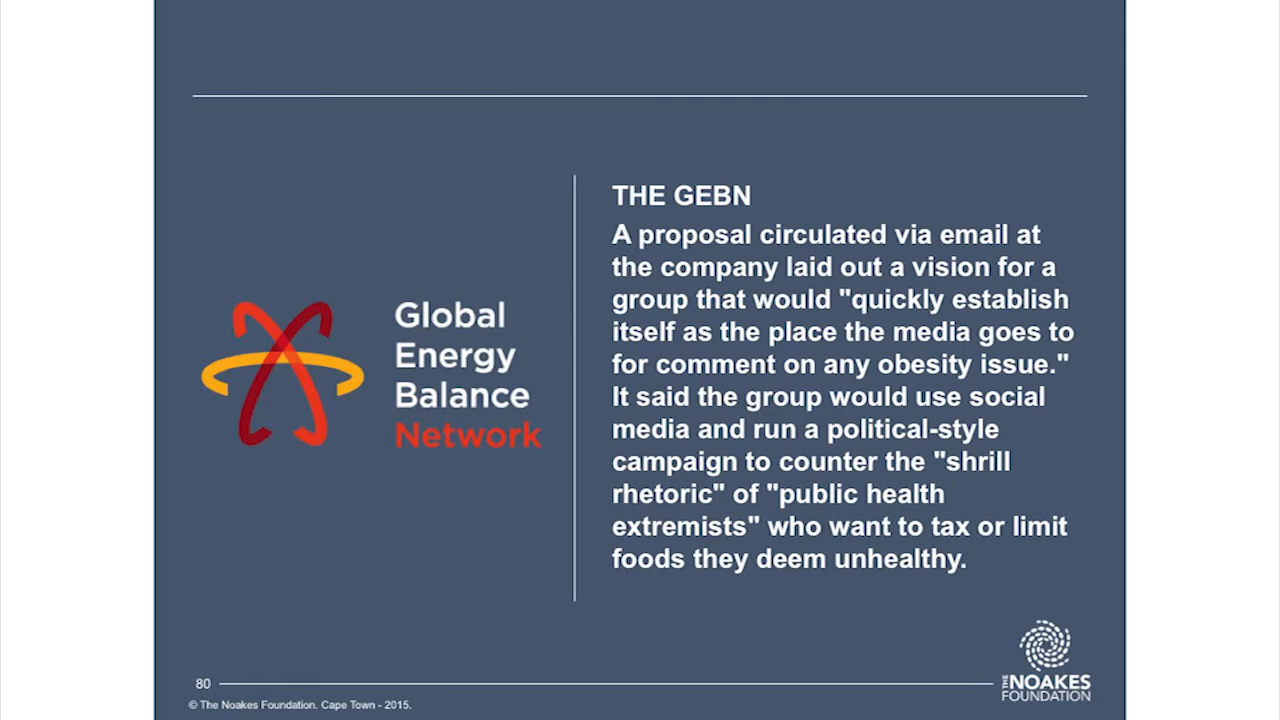 THE GEBN
A proposal circulated via email at
the company laid out a vision for a
group that would "quickly establish
itself as the place the media goes to
for comment on any obesity issue."
It said the group would use social
media and run a political-style
campaign to counter the "shrill
rhetoric" of "public health
extremists" who want to tax or limit
foods they deem unhealthy.
Global
Energy
Balance
Network
80
© The Noakes Foundation. Cape Town - 2015.
THE NOAKES
FOUNDATION